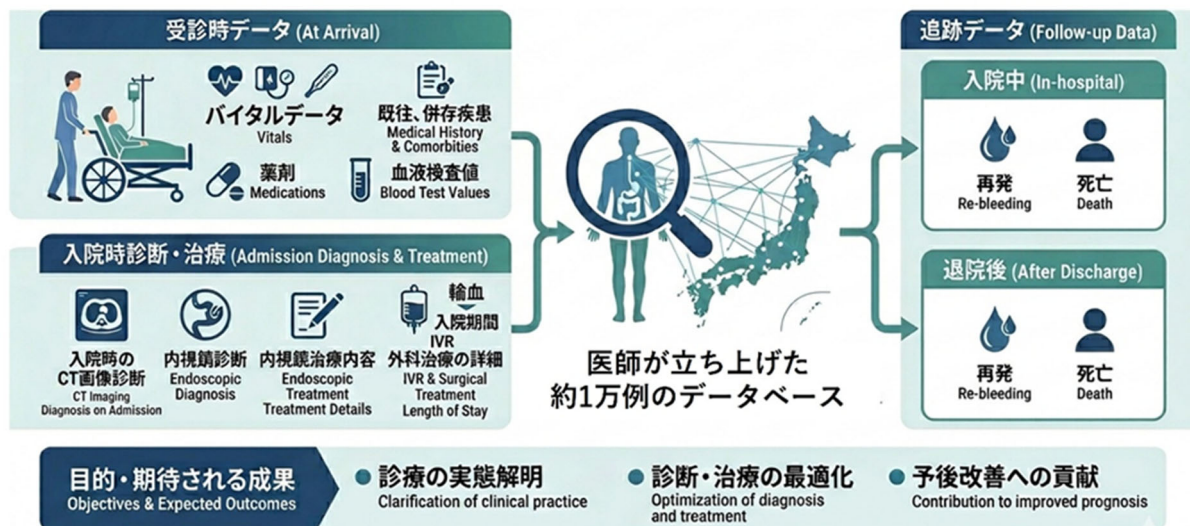 受診時データ (At Arrival)
バイタルデータ
Vitals
既往、併存疾患
Medical History
& Comorbities
薬剤
Medications
血液検査値
Blood Test Values
入院時診断・治療 (Admission Diagnosis & Treatment)
入院時の
CT画像診断
CT Imaging
Diagnosis on Admission
内視鏡診断
Endoscopic
Diagnosis
内視鏡治療内容
Endoscopic
Treatment
Treatment Details
輸血
入院期間
IVR
外科治療の詳細
IVR & Surgical
Treatment
Length of Stay
医師が立ち上げた
約1万例のデータベース
追跡データ (Follow-up Data)
入院中 (In-hospital)
再発
Re-bleeding
死亡
Death
退院後 (After Discharge)
再発
Re-bleeding
死亡
Death
目的・期待される成果
Objectives & Expected Outcomes
診療の実態解明
Clarification of clinical practice
診断・治療の最適化
Optimization of diagnosis
and treatment
予後改善への貢献
Contribution to improved prognosis